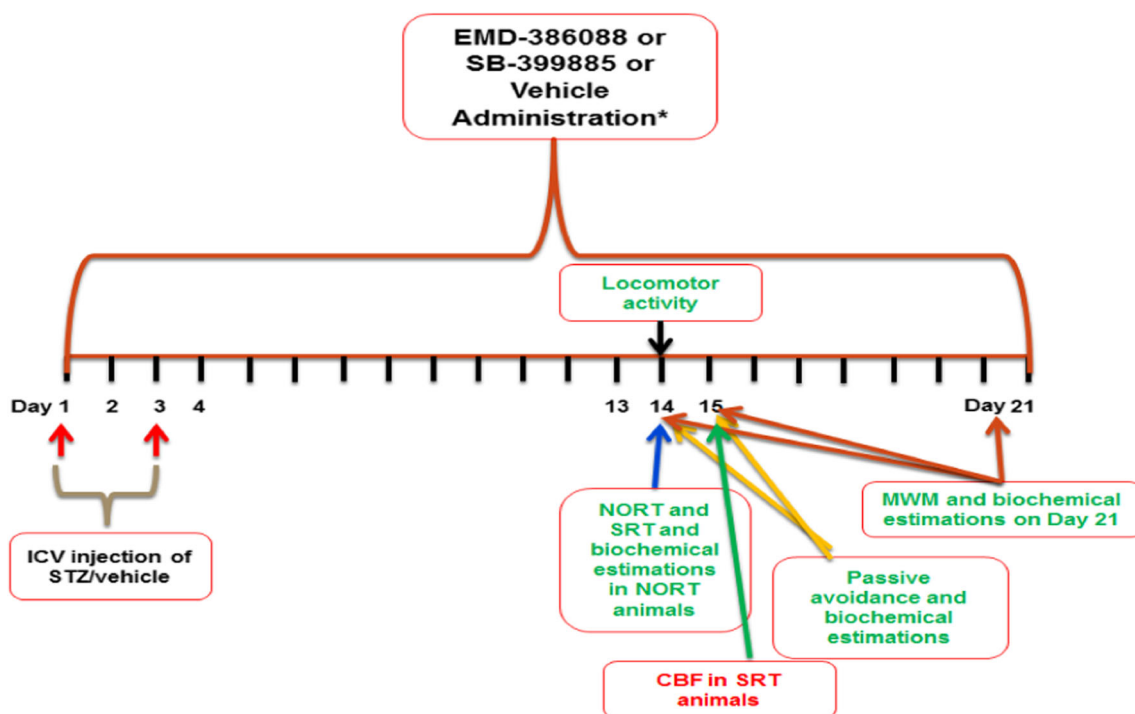 EMD-386088 or
SB-399885 or
Vehicle
Administration*
Locomotor
activity
Day 1 2 3 4 13 14 15 Day 21
ICV injection of
STZ/vehicle
NORT and
SRT and
biochemical
estimations
in NORT
animals
MWM and biochemical
estimations on Day 21
Passive
avoidance and
biochemical
estimations
CBF in SRT
animals